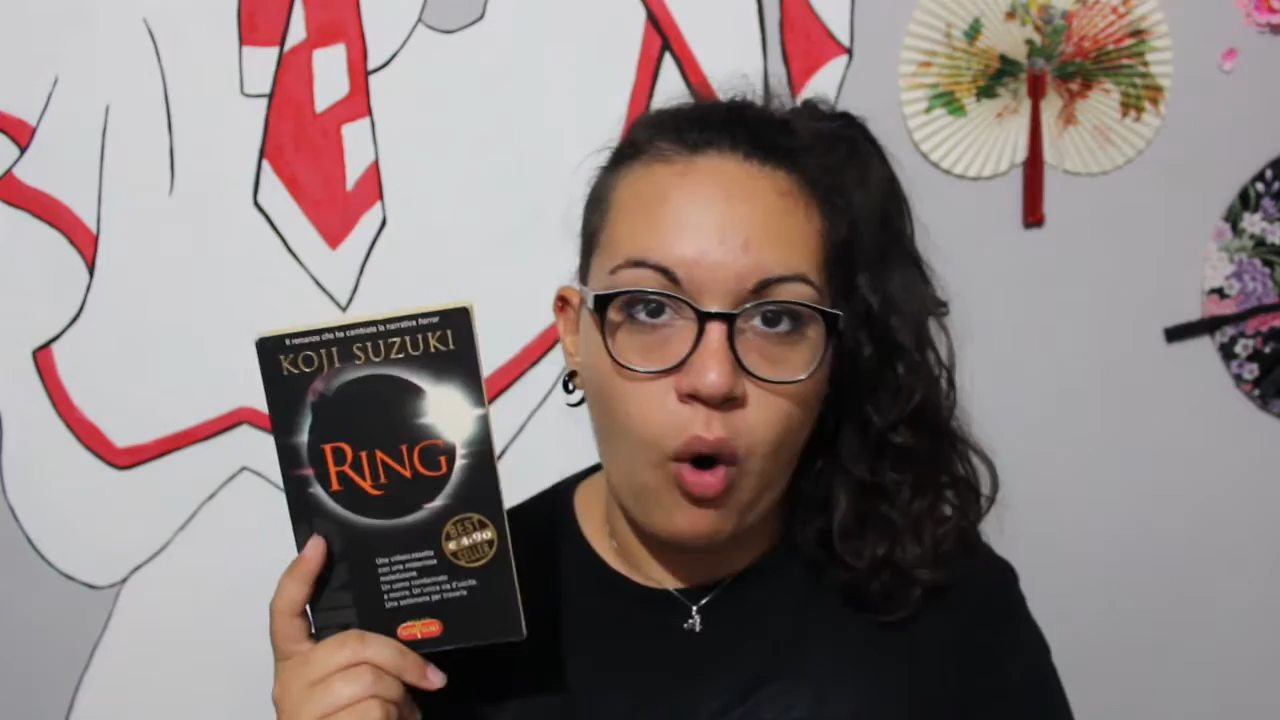 Il romanzo che ha cambiato la narrativa horror
KOJI SUZUKI
RING
BEST
€ 4.90
SELLER
Una videocassetta
con una misteriosa
maledizione.
Un uomo condannato
a morire. Un'unica via d'uscita.
Una settimana per trovarla